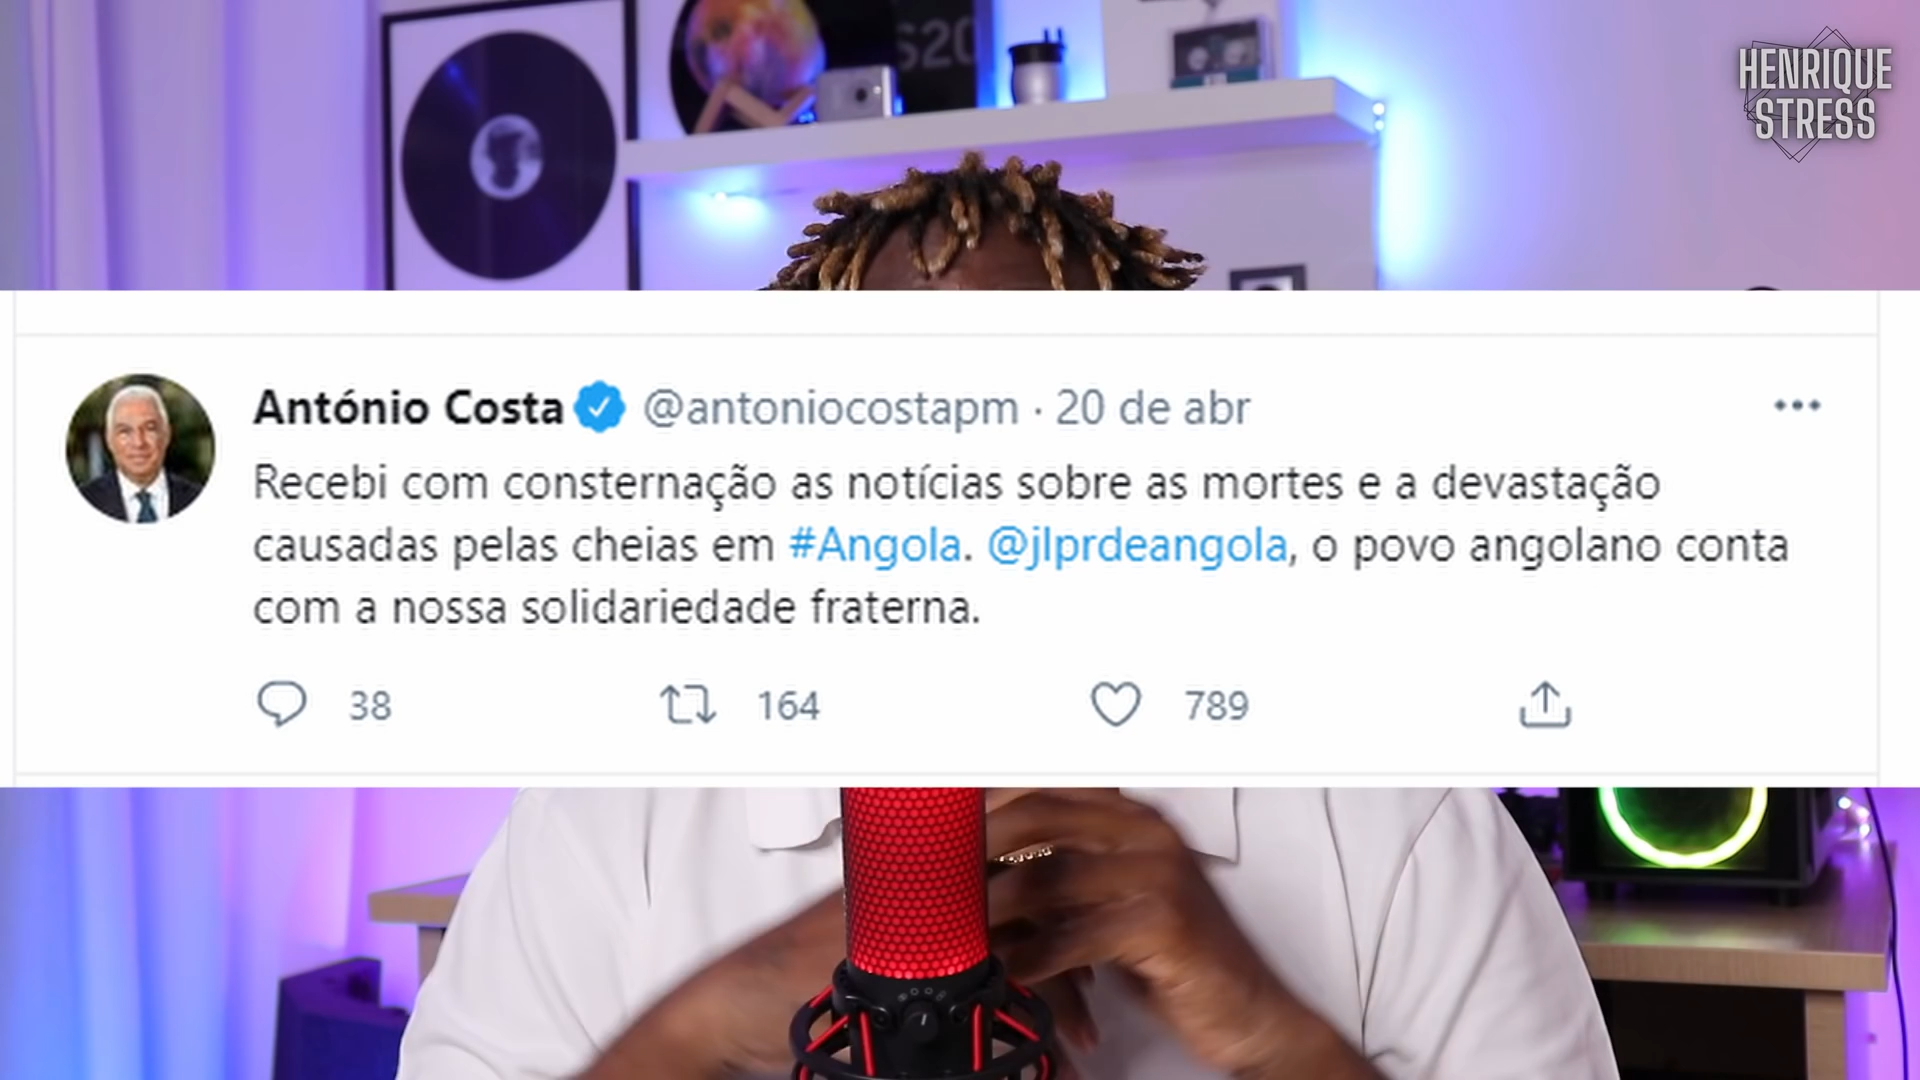 S20
HENRIQUE
STRESS
António Costa @antoniocostapm · 20 de abr
Recebi com consternação as notícias sobre as mortes e a devastação
causadas pelas cheias em #Angola. @jlprdeangola, o povo angolano conta
com a nossa solidariedade fraterna.
38 164 789